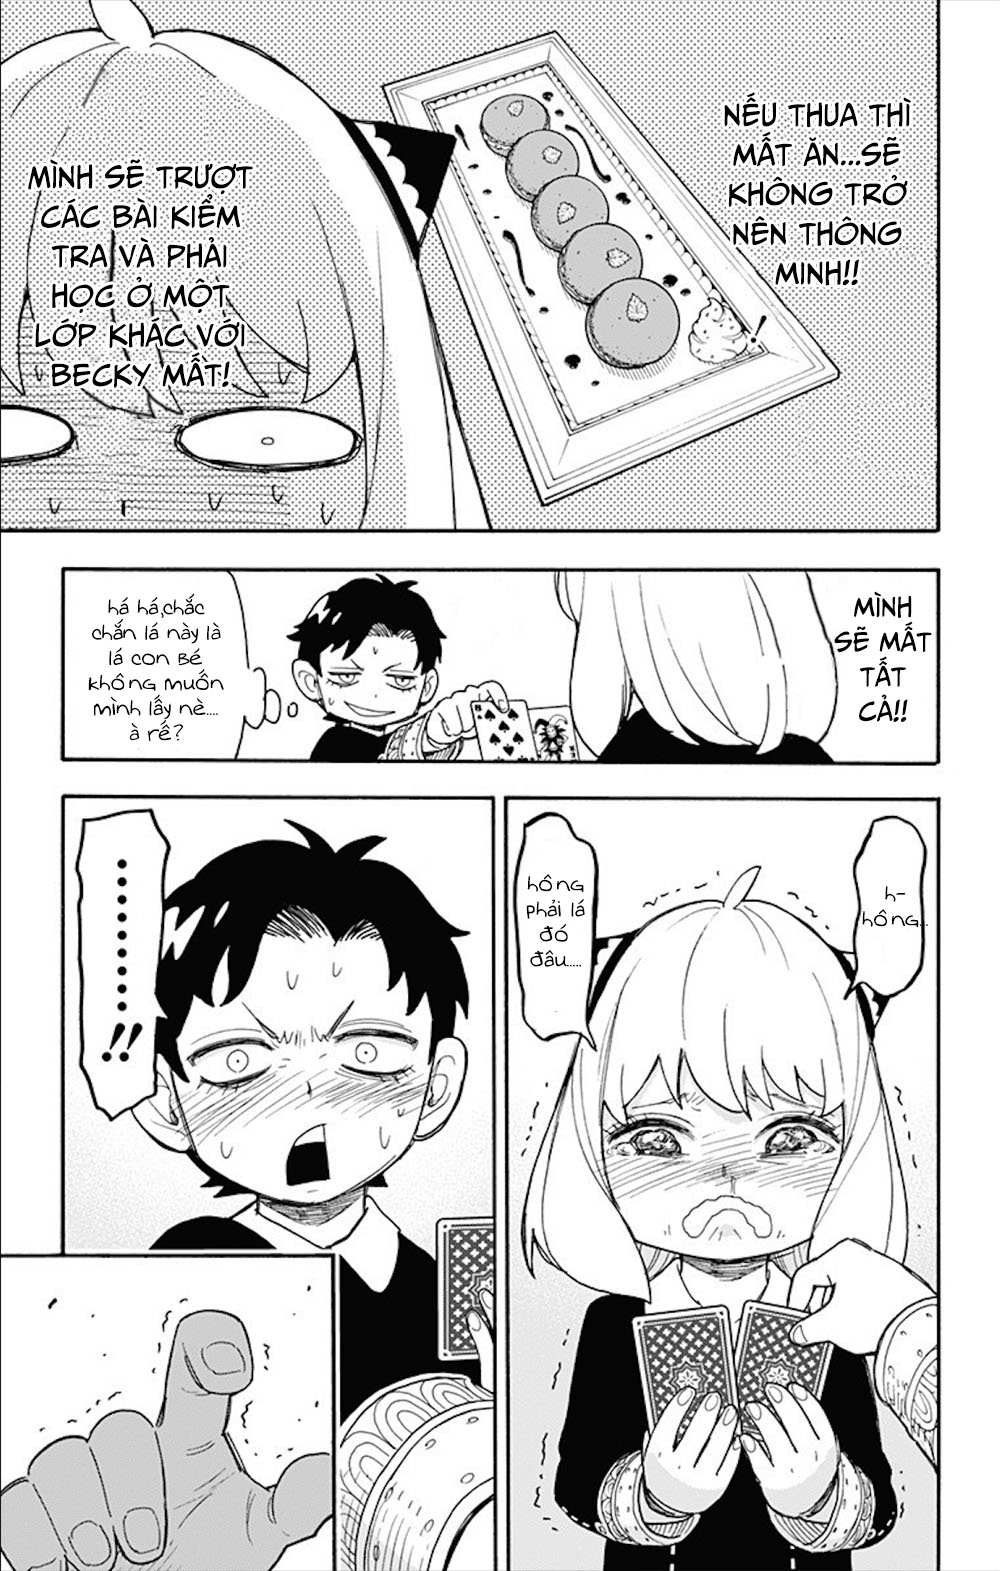 NẾU THUA THÌ
MẤT ĂN...SẼ
KHÔNG TRỞ
NÊN THÔNG
MINH!!
MÌNH SẼ TRƯỢT
CÁC BÀI KIỂM
TRA VÀ PHẢI
HỌC Ở MỘT
LỚP KHÁC VỚI
BECKY MẤT!
MÌNH
SẼ MẤT
TẤT
CẢ!!
há há,chắc
chắn lá này là
lá con bé
không muốn
mình lấy nè....
à rế?
8
h-
hông...
hông
phải lá
đó
đâu.....
.........!!